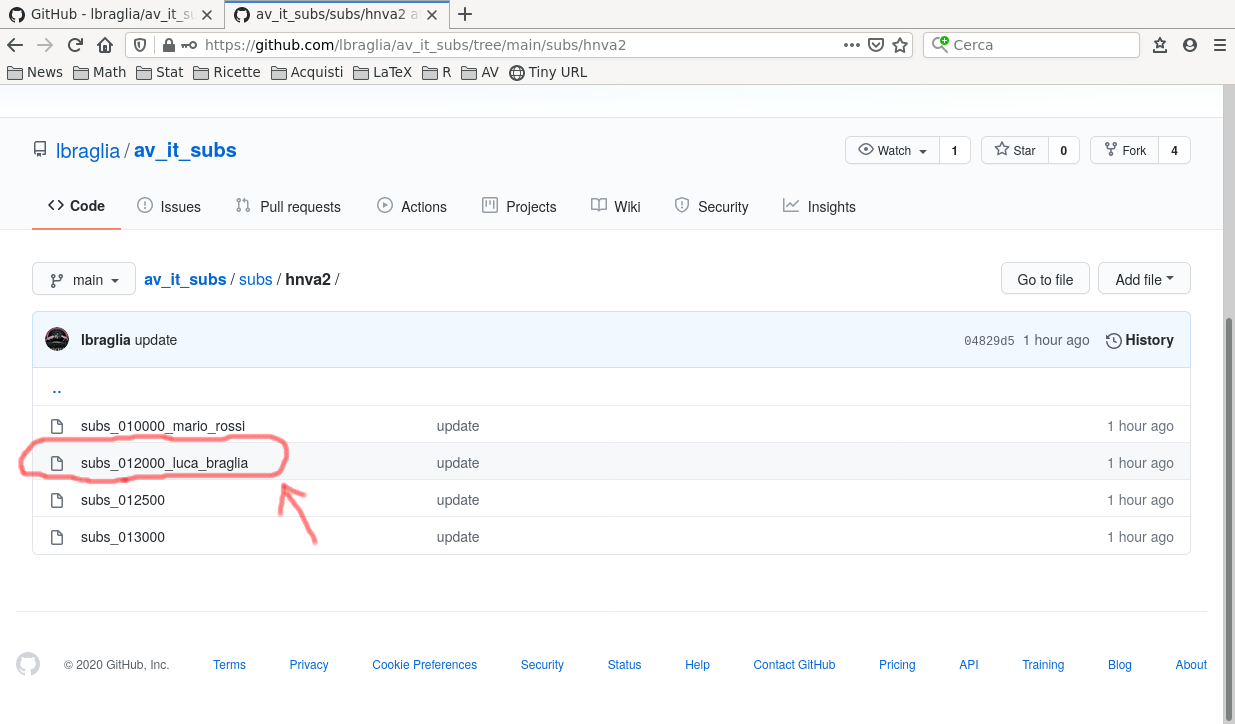 GitHub - lbraglia/av_it_su
av_it_subs/subs/hnva2 a
https://github.com/lbraglia/av_it_subs/tree/main/subs/hnva2
Cerca
News Math Stat Ricette Acquisti LaTeX R AV Tiny URL
lbraglia / av_it_subs
Watch 1 Star 0 Fork 4
Code Issues Pull requests Actions Projects Wiki Security Insights
main av_it_subs / subs / hnva2 / Go to file Add file
lbraglia update 04829d5 1 hour ago History
..
subs_010000_mario_rossi update 1 hour ago
subs_012000_luca_braglia update 1 hour ago
subs_012500 update 1 hour ago
subs_013000 update 1 hour ago
© 2020 GitHub, Inc. Terms Privacy Cookie Preferences Security Status Help Contact GitHub Pricing API Training Blog About